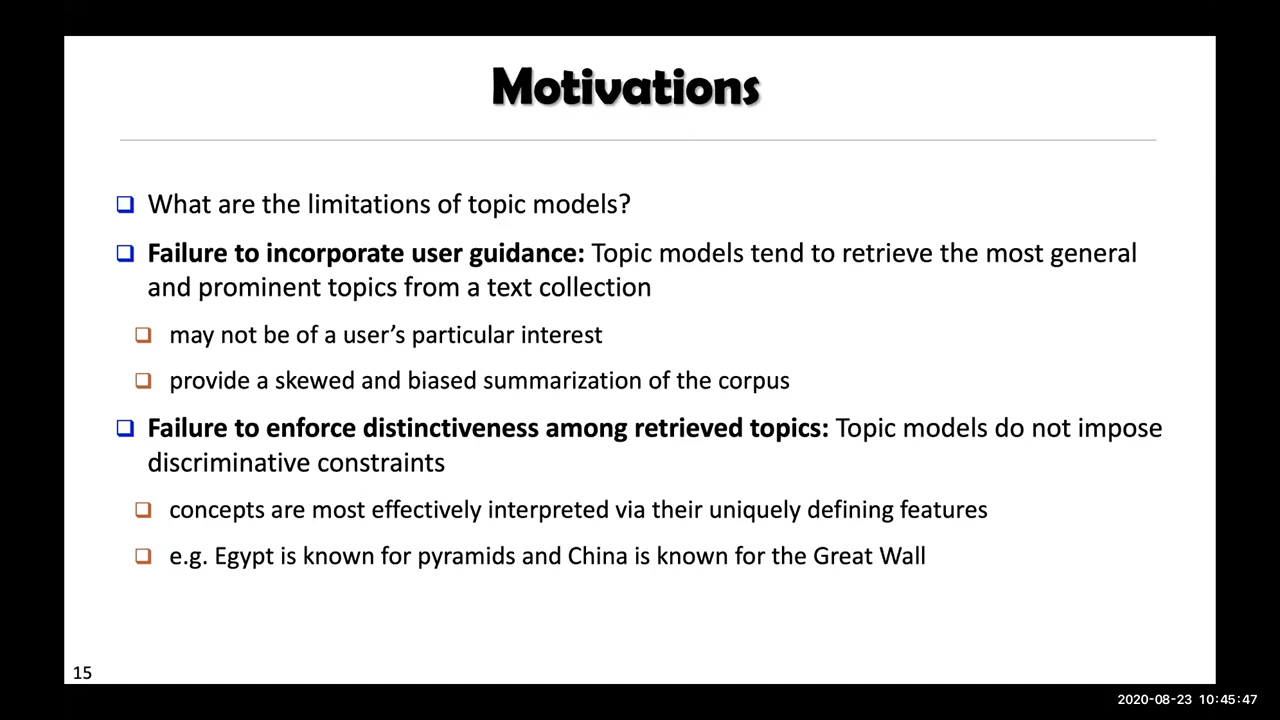 Motivations
What are the limitations of topic models?
Failure to incorporate user guidance: Topic models tend to retrieve the most general
and prominent topics from a text collection
may not be of a user's particular interest
provide a skewed and biased summarization of the corpus
Failure to enforce distinctiveness among retrieved topics: Topic models do not impose
discriminative constraints
concepts are most effectively interpreted via their uniquely defining features
e.g. Egypt is known for pyramids and China is known for the Great Wall
15
2020-08-23 10:45:47